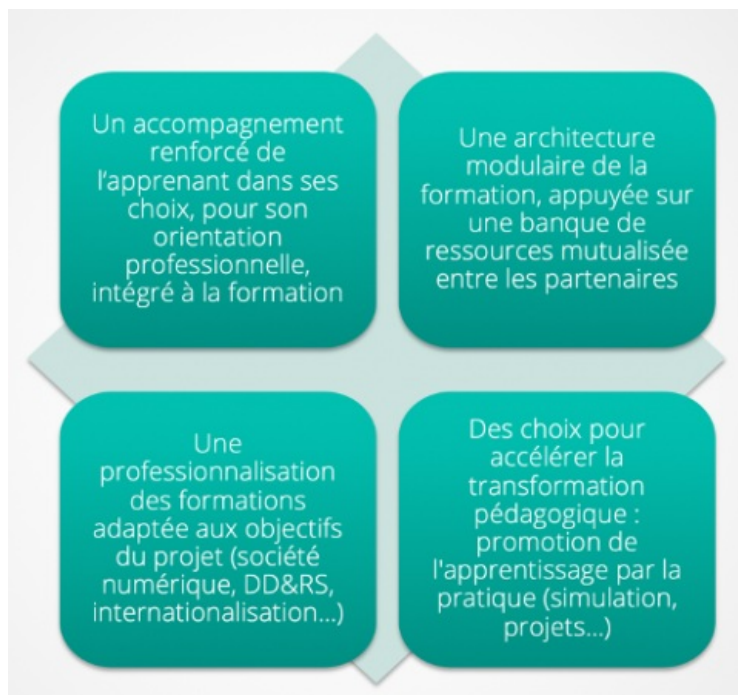 Un accompagnement
renforcé de
l'apprenant dans ses
choix, pour son
orientation
professionnelle,
intégré à la formation
Une architecture
modulaire de la
formation, appuyée sur
une banque de
ressources mutualisée
entre les partenaires
Une
professionnalisation
des formations
adaptée aux objectifs
du projet (société
numérique, DD&RS,
internationalisation...)
Des choix pour
accélérer la
transformation
pédagogique :
promotion de
l'apprentissage par la
pratique (simulation,
projets...)